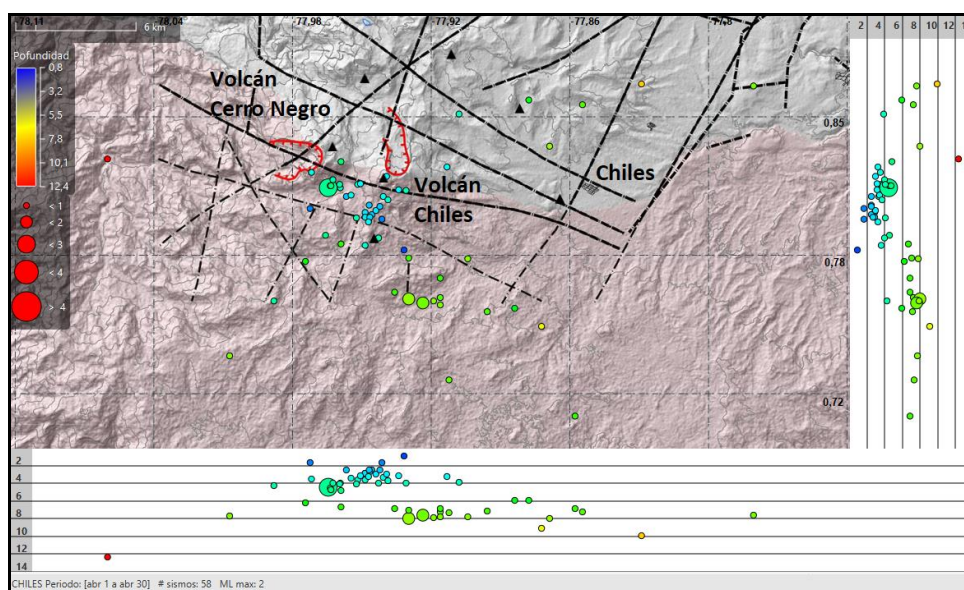 -78,11 -78,04 -77,98 -77,92 -77,86 -77,8
6 km
2 4 6 8 10 12
Pofundidad
0,8
3,2
5,5
7,8
10,1
12,4
< 1
< 2
< 3
< 4
> 4
Volcán
Cerro Negro
0,85
Volcán
Chiles
Chiles
0,78
0,72
2
4
6
8
10
12
14
CHILES Periodo: [abr 1 a abr 30] # sismos: 58 ML max: 2